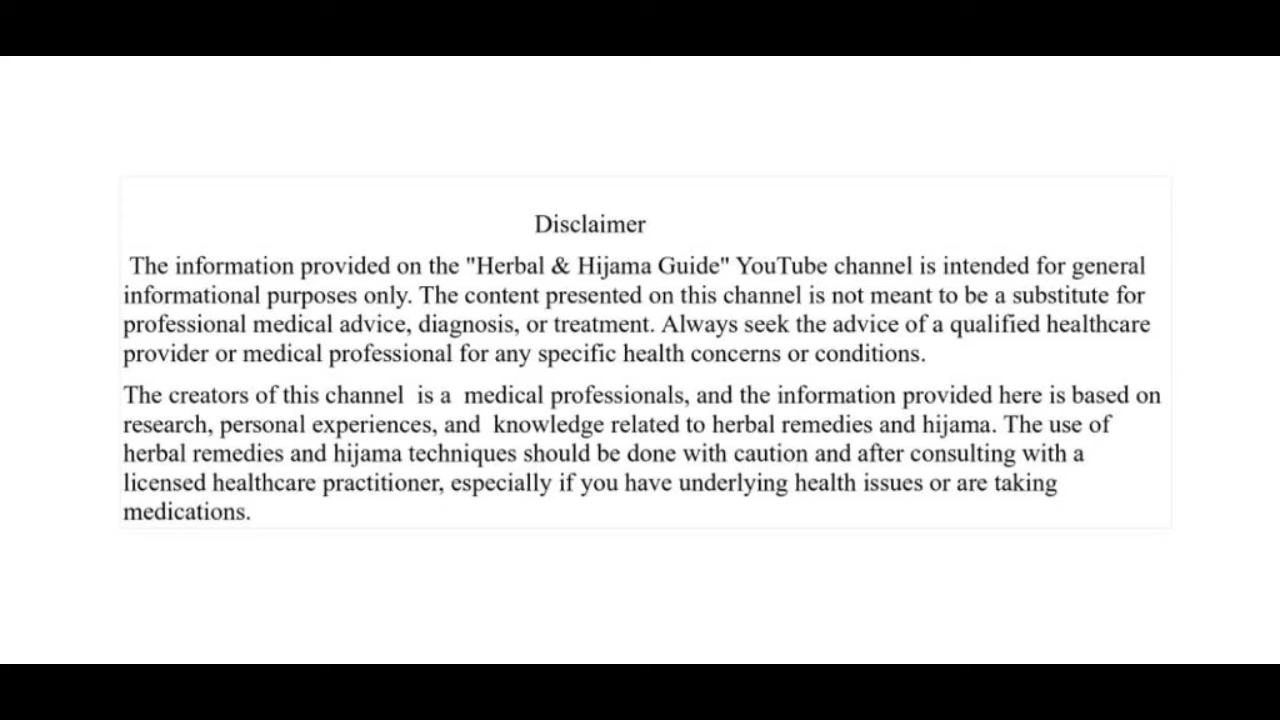 Disclaimer
The information provided on the "Herbal & Hijama Guide" YouTube channel is intended for general
informational purposes only. The content presented on this channel is not meant to be a substitute for
professional medical advice, diagnosis, or treatment. Always seek the advice of a qualified healthcare
provider or medical professional for any specific health concerns or conditions.
The creators of this channel  is a  medical professionals, and the information provided here is based on
research, personal experiences, and  knowledge related to herbal remedies and hijama. The use of
herbal remedies and hijama techniques should be done with caution and after consulting with a
licensed healthcare practitioner, especially if you have underlying health issues or are taking
medications.